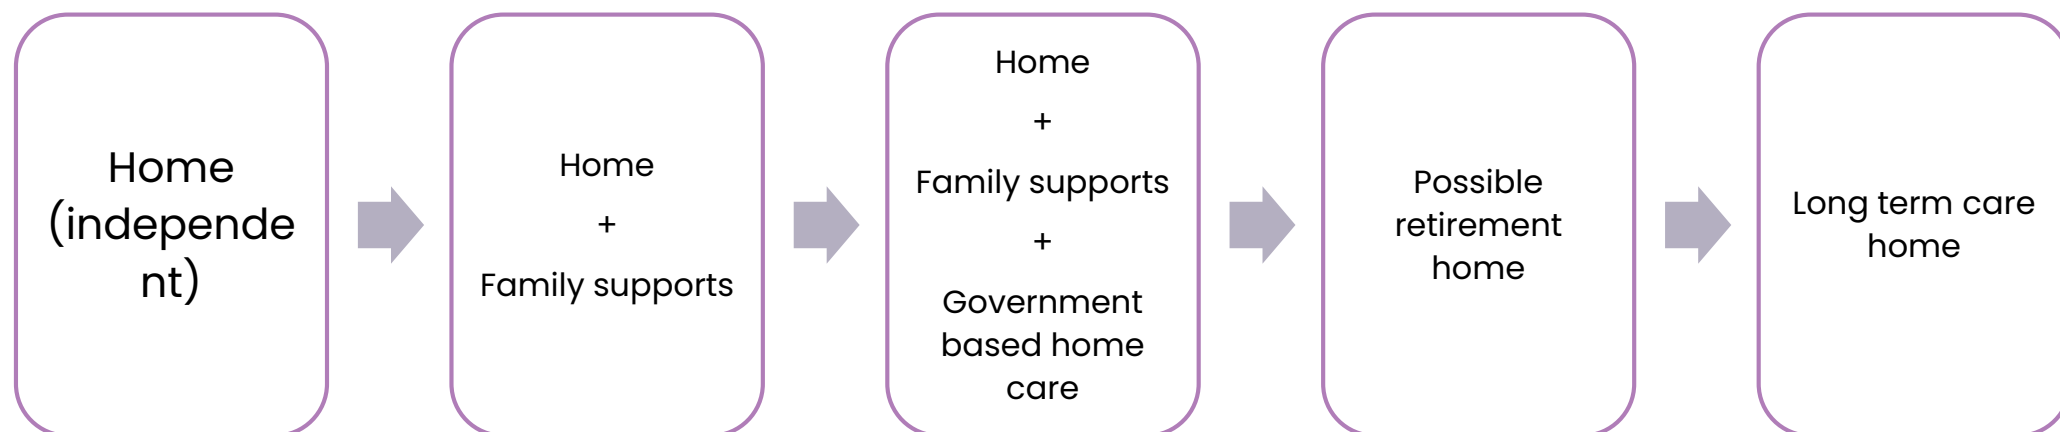 Home
(independe
nt)
Home
+
Family supports
Home
+
Family supports
+
Government
based home
care
Possible
retirement
home
Long term care
home